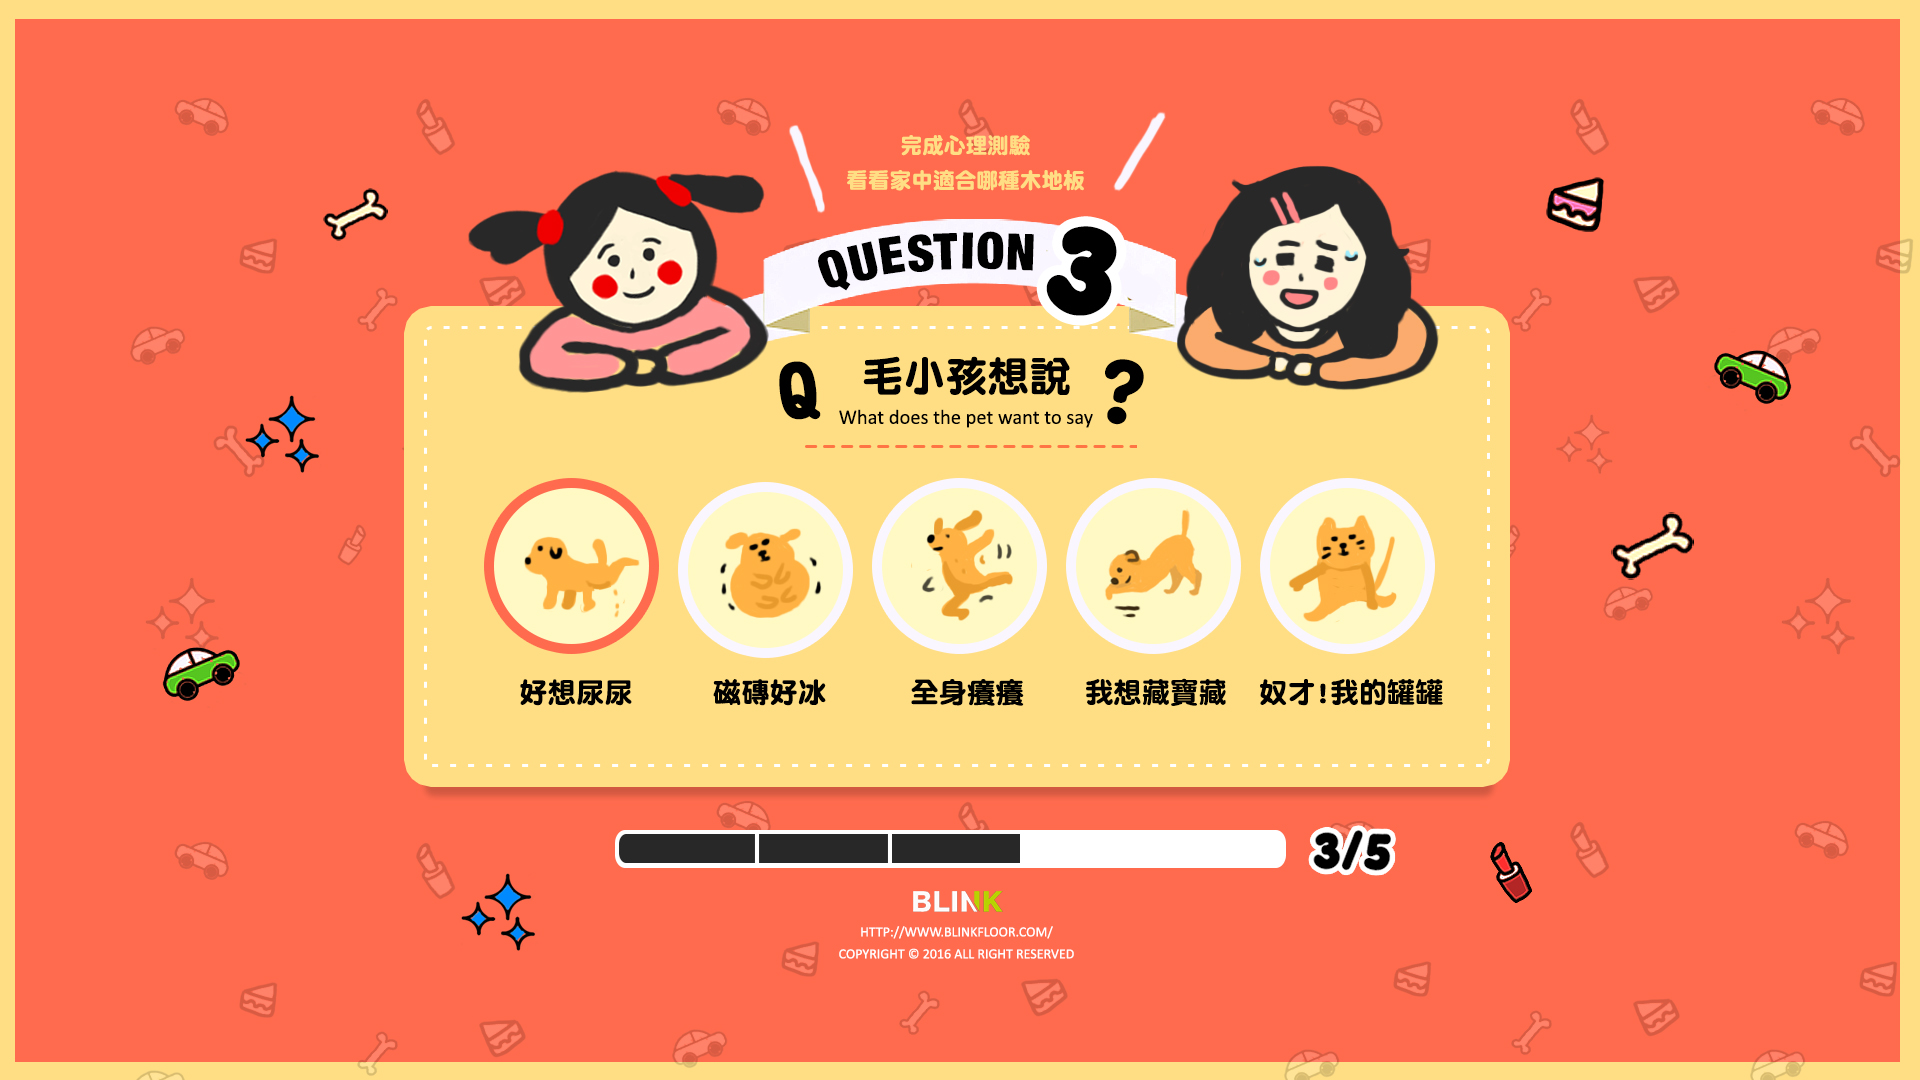 完成心理測驗
看看家中適合哪種木地板
QUESTION 3
Q 毛小孩想說 ?
What does the pet want to say
好想尿尿
磁磚好冰
全身癢癢
我想藏寶藏
奴才!我的罐罐
3/5
BLINK
HTTP://WWW.BLINKFLOOR.COM/
COPYRIGHT © 2016 ALL RIGHT RESERVED